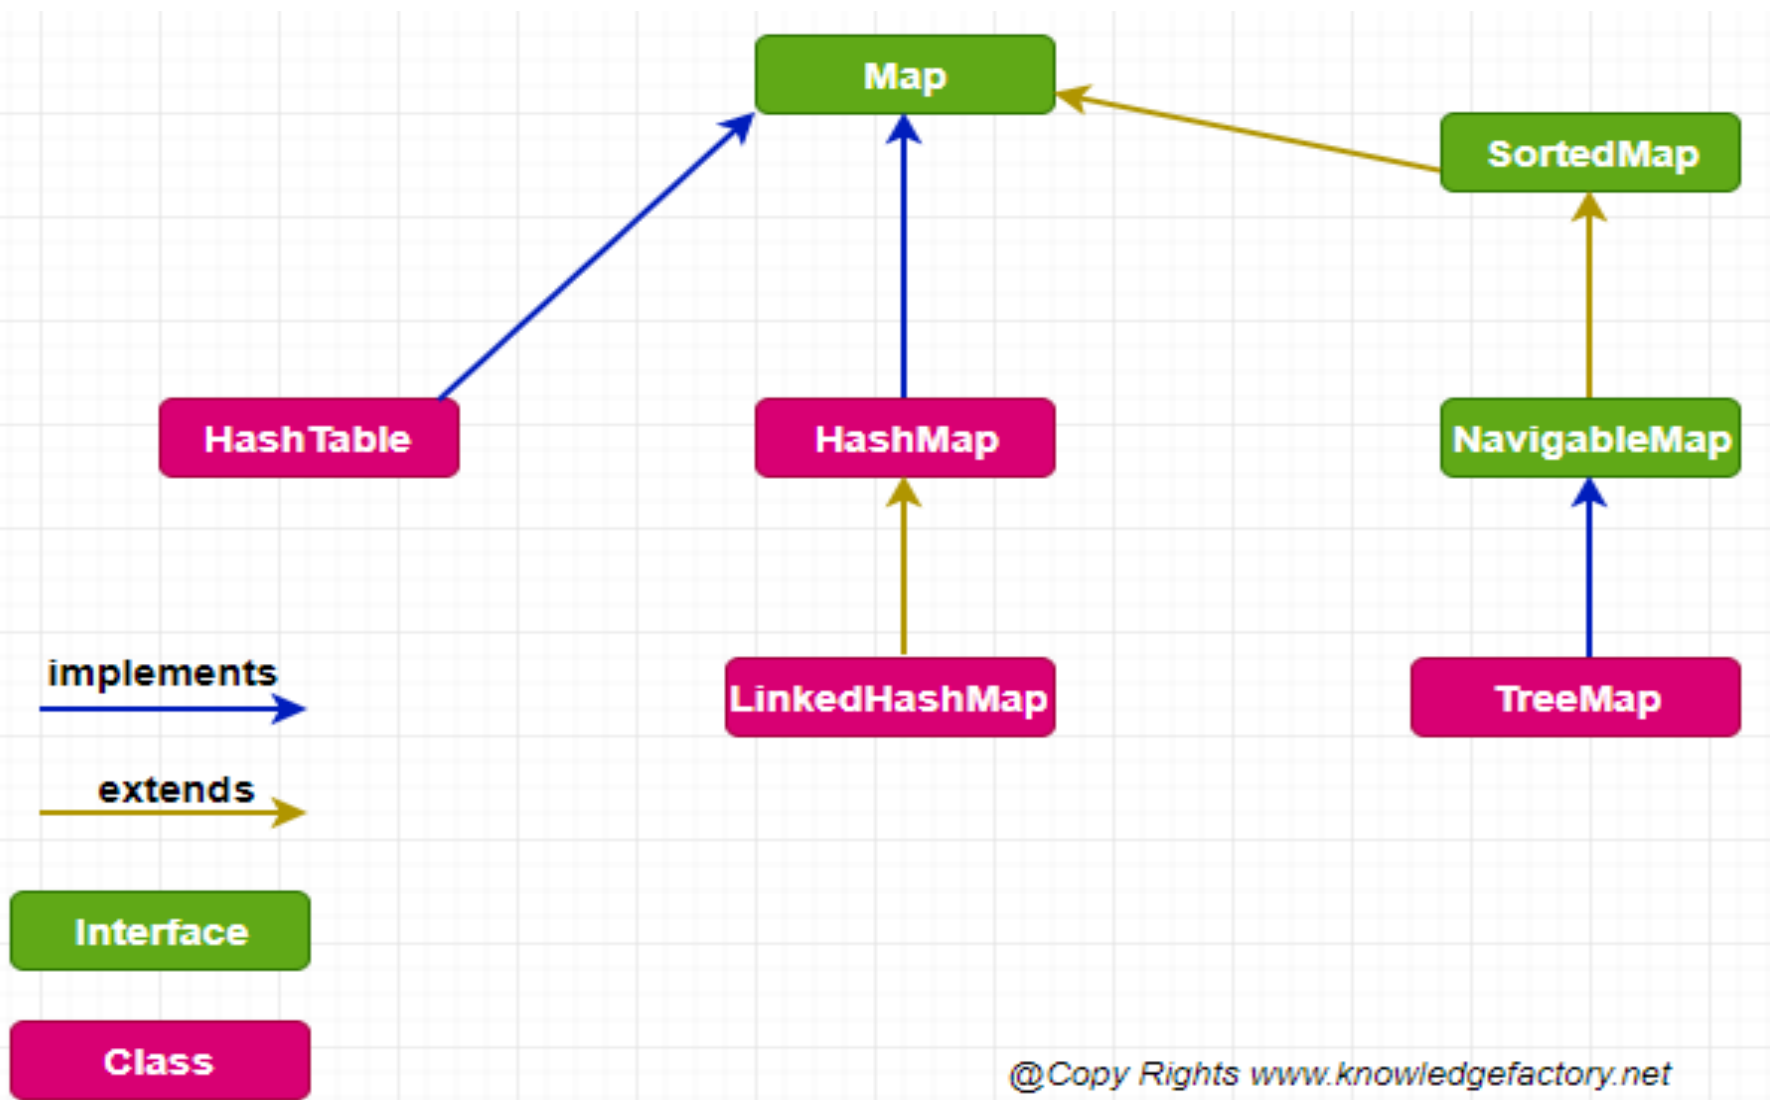 Map
SortedMap
HashTable
HashMap
NavigableMap
implements
LinkedHashMap
TreeMap
extends
Interface
Class
@Copy Rights www.knowledgefactory.net